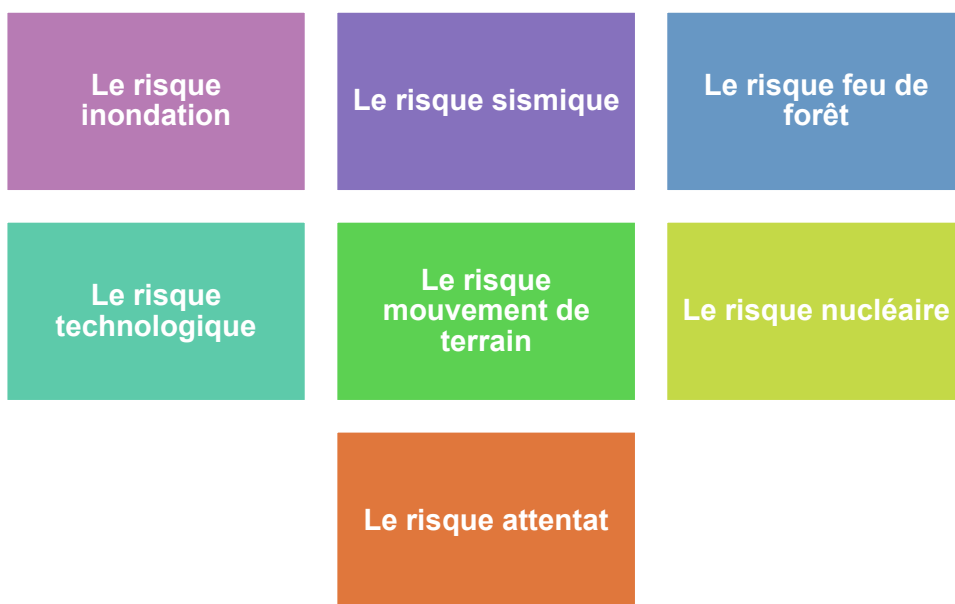 Le risque
inondation
Le risque sismique
Le risque feu de
forêt
Le risque
technologique
Le risque
mouvement de
terrain
Le risque nucléaire
Le risque attentat